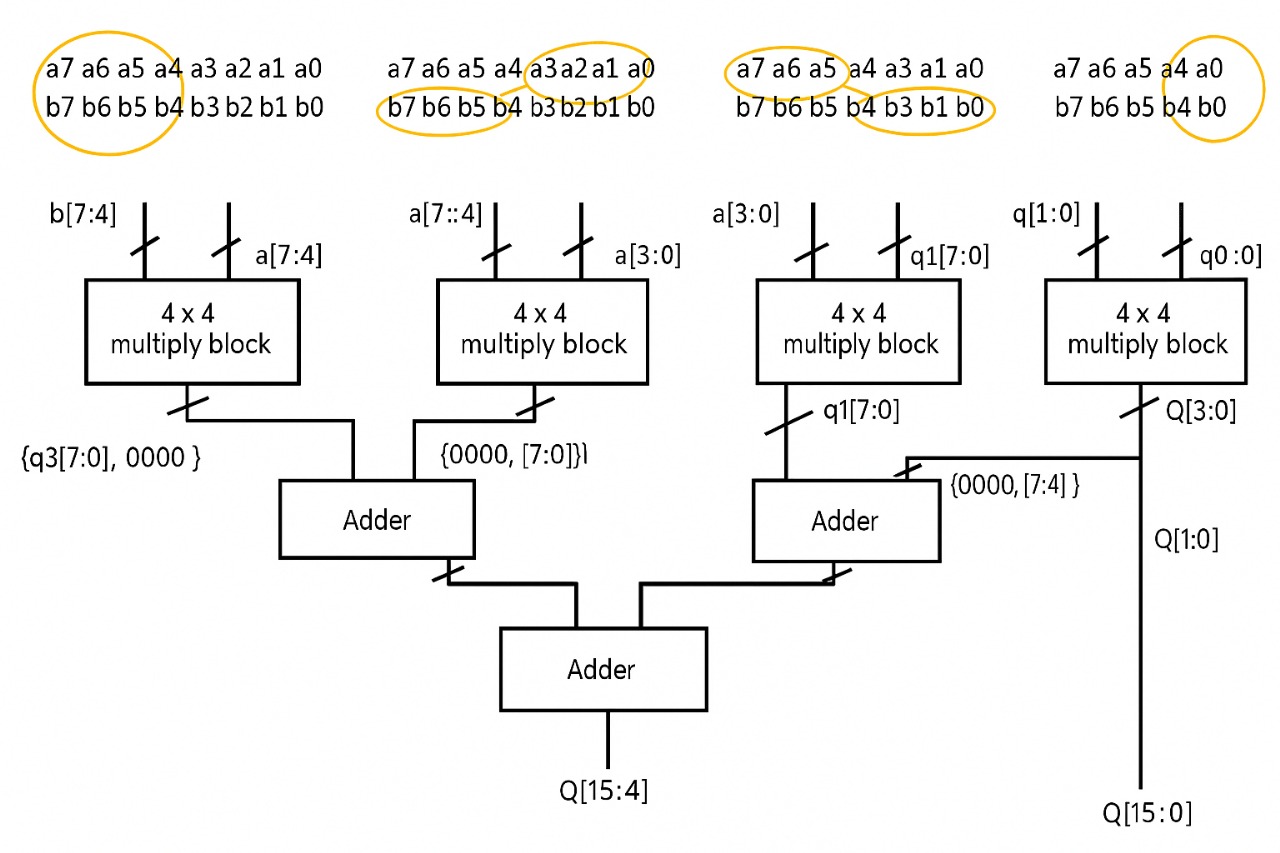 a7 a6 a5 a4 a3 a2 a1 a0
b7 b6 b5 b4 b3 b2 b1 b0
a7 a6 a5 a4 a3 a2 a1 a0
b7 b6 b5 b4 b3 b2 b1 b0
a7 a6 a5 a4 a3 a1 a0
b7 b6 b5 b4 b3 b1 b0
a7 a6 a5 a4 a0
b7 b6 b5 b4 b0
b[7:4]
a[7:4]
a[7::4]
a[3:0]
a[3:0]
q1[7:0]
q[1:0]
q0:0]
4 x 4
multiply block
4 x 4
multiply block
4 x 4
multiply block
4 x 4
multiply block
{q3[7:0], 0000 }
{0000, [7:0]}\
q1[7:0]
Q[3:0]
{0000, [7:4] }
Adder
Adder
Q[1:0]
Adder
Q[15:4]
Q[15:0]